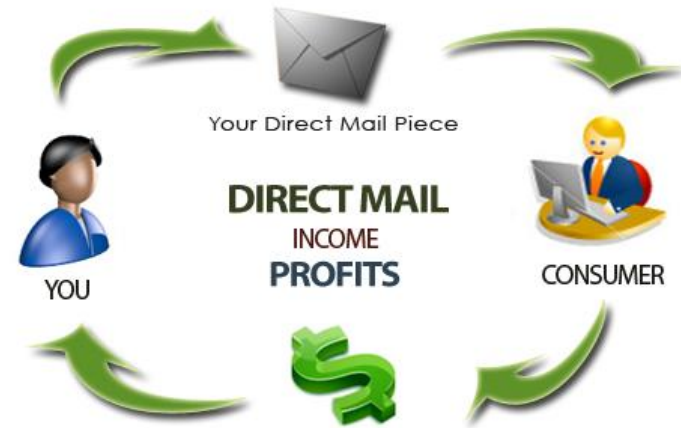 Your Direct Mail Piece
DIRECT MAIL
INCOME
PROFITS
YOU
CONSUMER